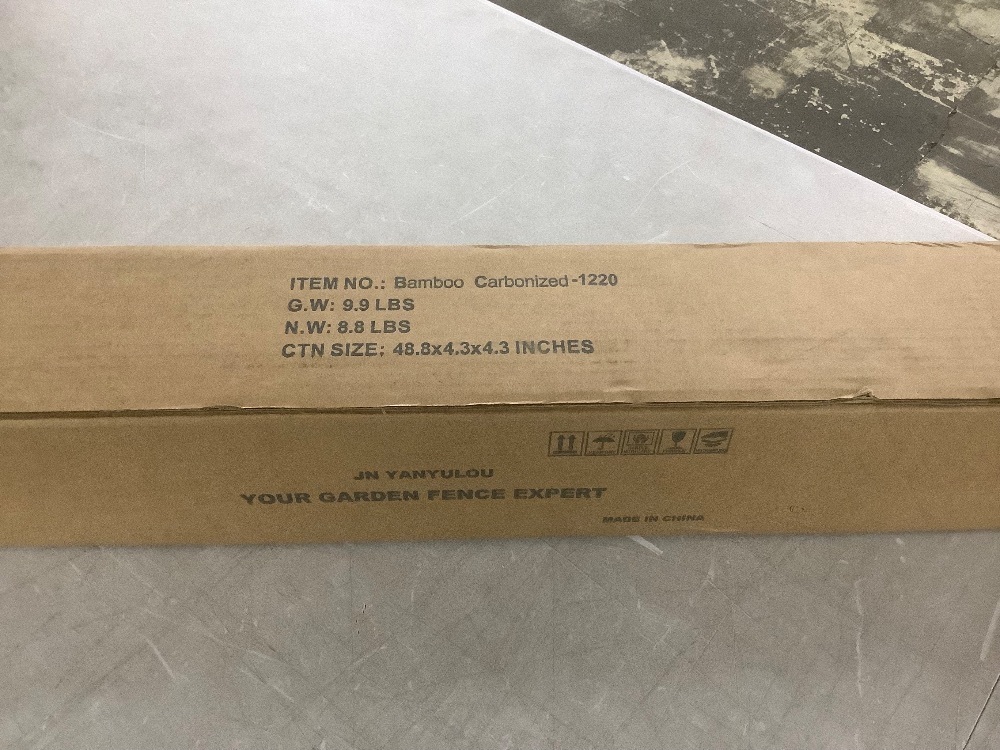 ITEM NO.: Bamboo Carbonized-1220
G.W: 9.9 LBS
N.W: 8.8 LBS
CTN SIZE: 48.8x4.3x4.3 INCHES
JN YANYULOU
YOUR GARDEN FENCE EXPERT
MADE IN CHINA